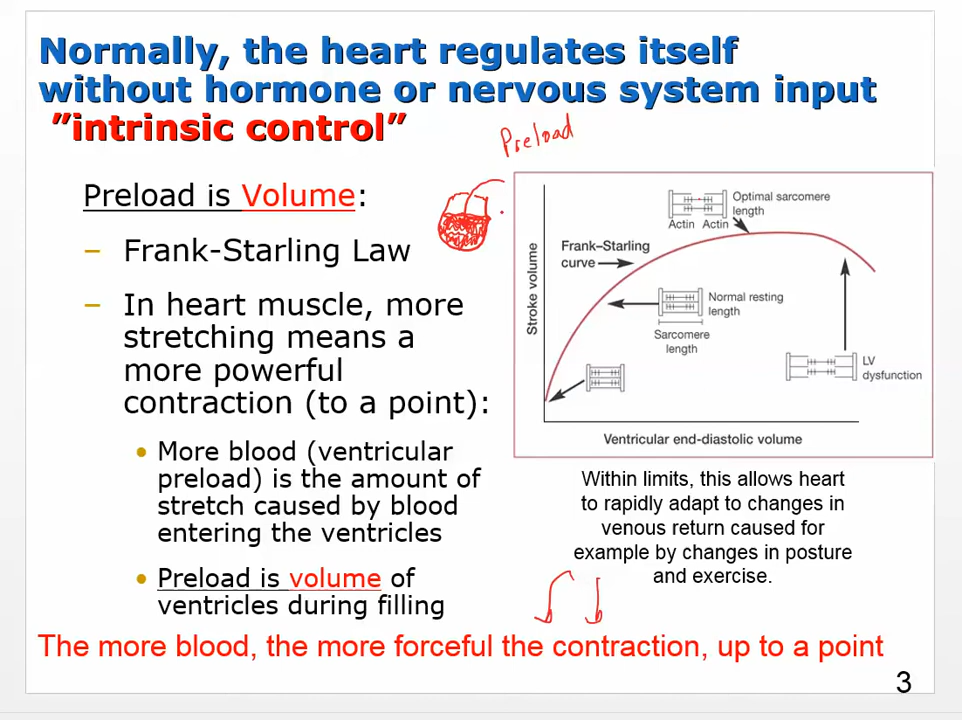 Normally, the heart regulates itself
without hormone or nervous system input
”intrinsic control”
Preload
Preload is Volume:
– Frank-Starling Law
– In heart muscle, more
stretching means a
more powerful
contraction (to a point):
• More blood (ventricular
preload) is the amount of
stretch caused by blood
entering the ventricles
• Preload is volume of
ventricles during filling
Stroke volume
Actin Actin
Optimal sarcomere
length
Frank–Starling
curve
Normal resting
length
Sarcomere
length
LV
dysfunction
Ventricular end-diastolic volume
Within limits, this allows heart
to rapidly adapt to changes in
venous return caused for
example by changes in posture
and exercise.
The more blood, the more forceful the contraction, up to a point
3